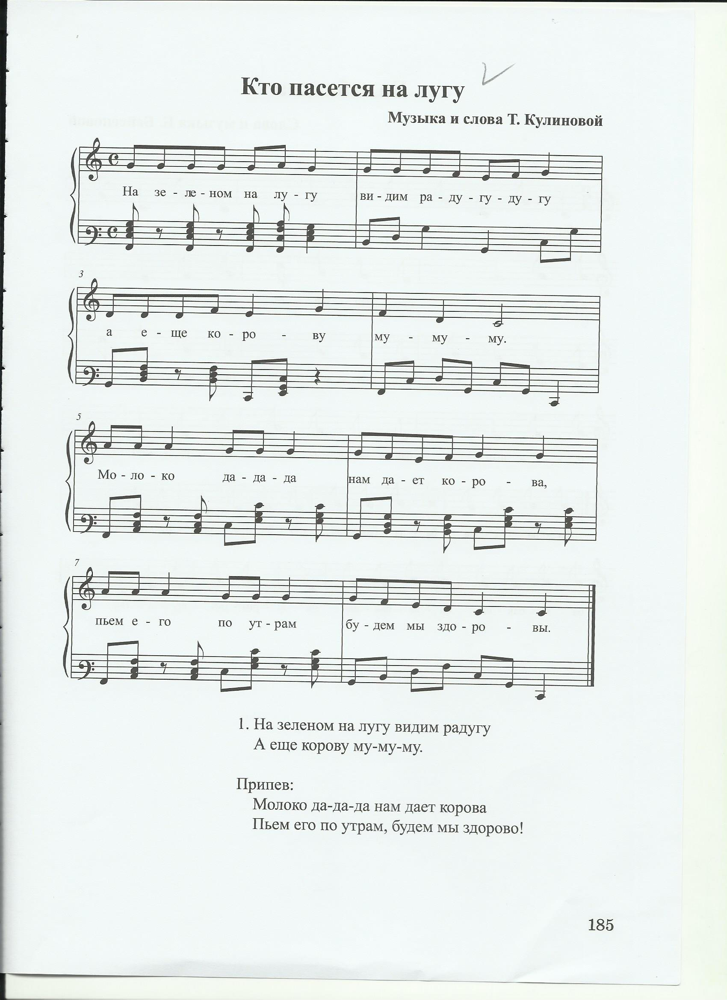 Кто пасется на лугу
Музыка и слова Т. Кулиновой
На зе - ле - ном на лу - гу ви - дим ра - ду - гу - ду - гу
3
а е - ще ко - ро - ву му - му - му.
5
Мо - ло - ко да - да - да нам да - ет ко - ро - ва,
7
пьем е - го по ут - рам бу - дем мы здо - ро - вы.
1. На зеленом на лугу видим радугу
А еще корову му-му-му.
Припев:
Молоко да-да-да нам дает корова
Пьем его по утрам, будем мы здорово!
185